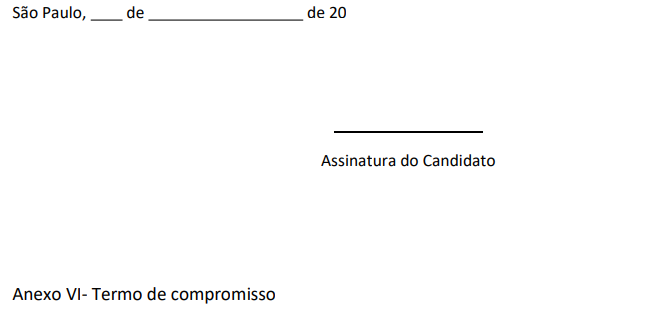 São Paulo, ____ de ___________________ de 20
Assinatura do Candidato
Anexo VI- Termo de compromisso